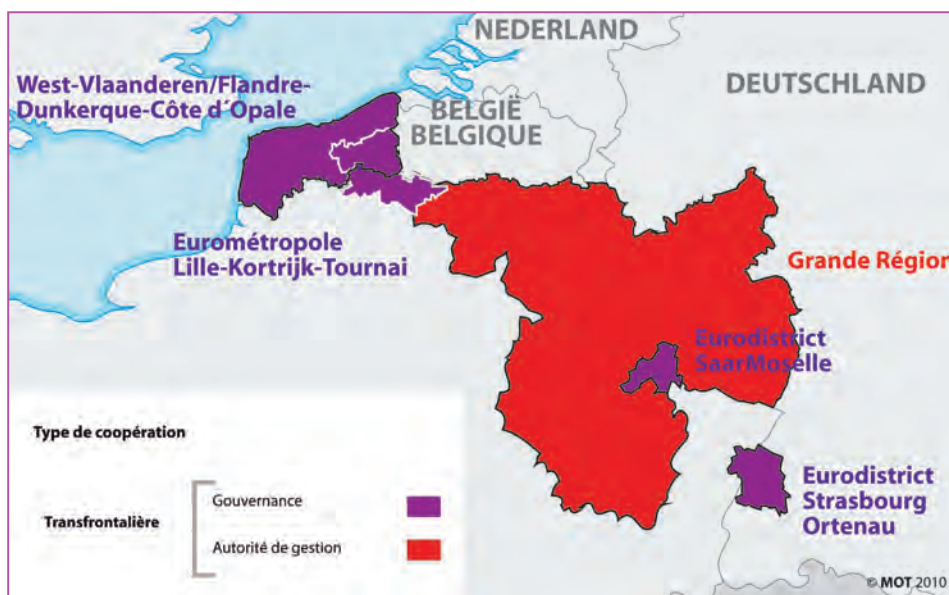 NEDERLAND
West-Vlaanderen/Flandre-
Dunkerque-Côte d´Opale
DEUTSCHLAND
BELGIË
BELGIQUE
Eurométropole
Lille-Kortrijk-Tournai
Grande Région
Eurodistrict
SaarMoselle
Type de coopération
Transfrontalière
Gouvernance
Autorité de gestion
Eurodistrict
Strasbourg
Ortenau
© MOT 2010